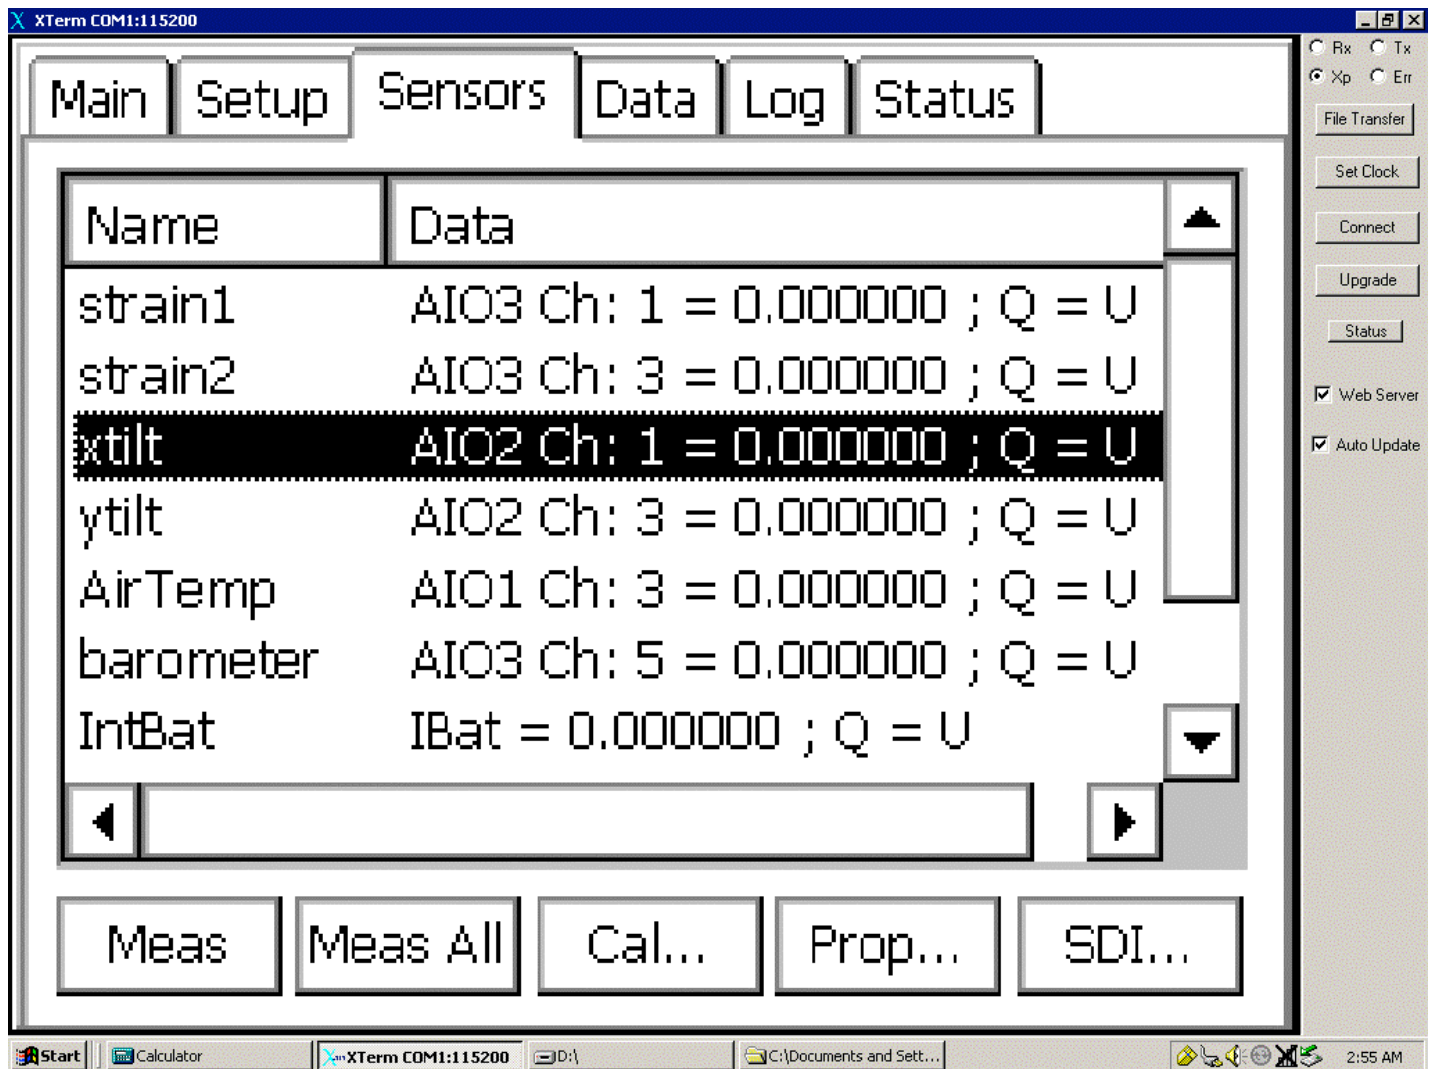 XTerm COM1:115200
Rx Tx
Xp Err
Main Setup Sensors Data Log Status
File Transfer
Set Clock
Connect
Upgrade
Status
Web Server
Auto Update
Name Data
strain1 AIO3 Ch: 1 = 0.000000 ; Q = U
strain2 AIO3 Ch: 3 = 0.000000 ; Q = U
xtilt AIO2 Ch: 1 = 0.000000 ; Q = U
ytilt AIO2 Ch: 3 = 0.000000 ; Q = U
AirTemp AIO1 Ch: 3 = 0.000000 ; Q = U
barometer AIO3 Ch: 5 = 0.000000 ; Q = U
IntBat IBat = 0.000000 ; Q = U
Meas Meas All Cal... Prop... SDI...
Start Calculator XTerm COM1:115200 D:\ C:\Documents and Sett... 2:55 AM